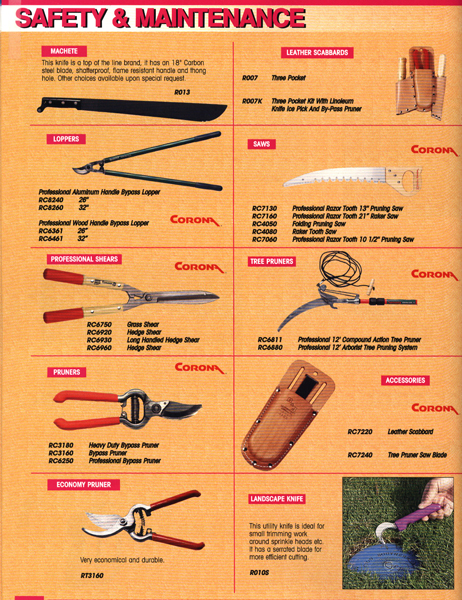 SAFETY & MAINTENANCE
MACHETE
This knife is a top of the line brand, it has an 18" Carbon
steel blade, shatterproof, flame resistant handle and thong
hole. Other choices available upon special request.
R013
LEATHER SCABBARDS
R007 Three Pocket
R007K Three Pocket Kit With Linoleum
Knife Ice Pick And By-Pass Pruner
LOPPERS
Professional Aluminum Handle Bypass Lopper
RC8240 26"
RC8260 32"
Professional Wood Handle Bypass Lopper
RC6361 26"
RC6461 32"
CORONA
SAWS
CORONA
RC7130 Professional Razor Tooth 13" Pruning Saw
RC7160 Professional Razor Tooth 21" Raker Saw
RC4050 Folding Pruning Saw
RC4080 Raker Tooth Saw
RC7060 Professional Razor Tooth 10 1/2" Pruning Saw
PROFESSIONAL SHEARS
CORONA
RC6750 Grass Shear
RC6920 Hedge Shear
RC6930 Long Handled Hedge Shear
RC6960 Hedge Shear
TREE PRUNERS
CORONA
RC6811 Professional 12' Compound Action Tree Pruner
RC6880 Professional 12' Arborist Tree Pruning System
PRUNERS
CORONA
RC3180 Heavy Duty Bypass Pruner
RC3160 Bypass Pruner
RC6250 Professional Bypass Pruner
ACCESSORIES
CORONA
RC7220 Leather Scabbard
RC7240 Tree Pruner Saw Blade
ECONOMY PRUNER
Very economical and durable.
RT3160
LANDSCAPE KNIFE
This utility knife is ideal for
small trimming work
around sprinkle heads etc.
It has a serrated blade for
more efficient cutting.
R010S